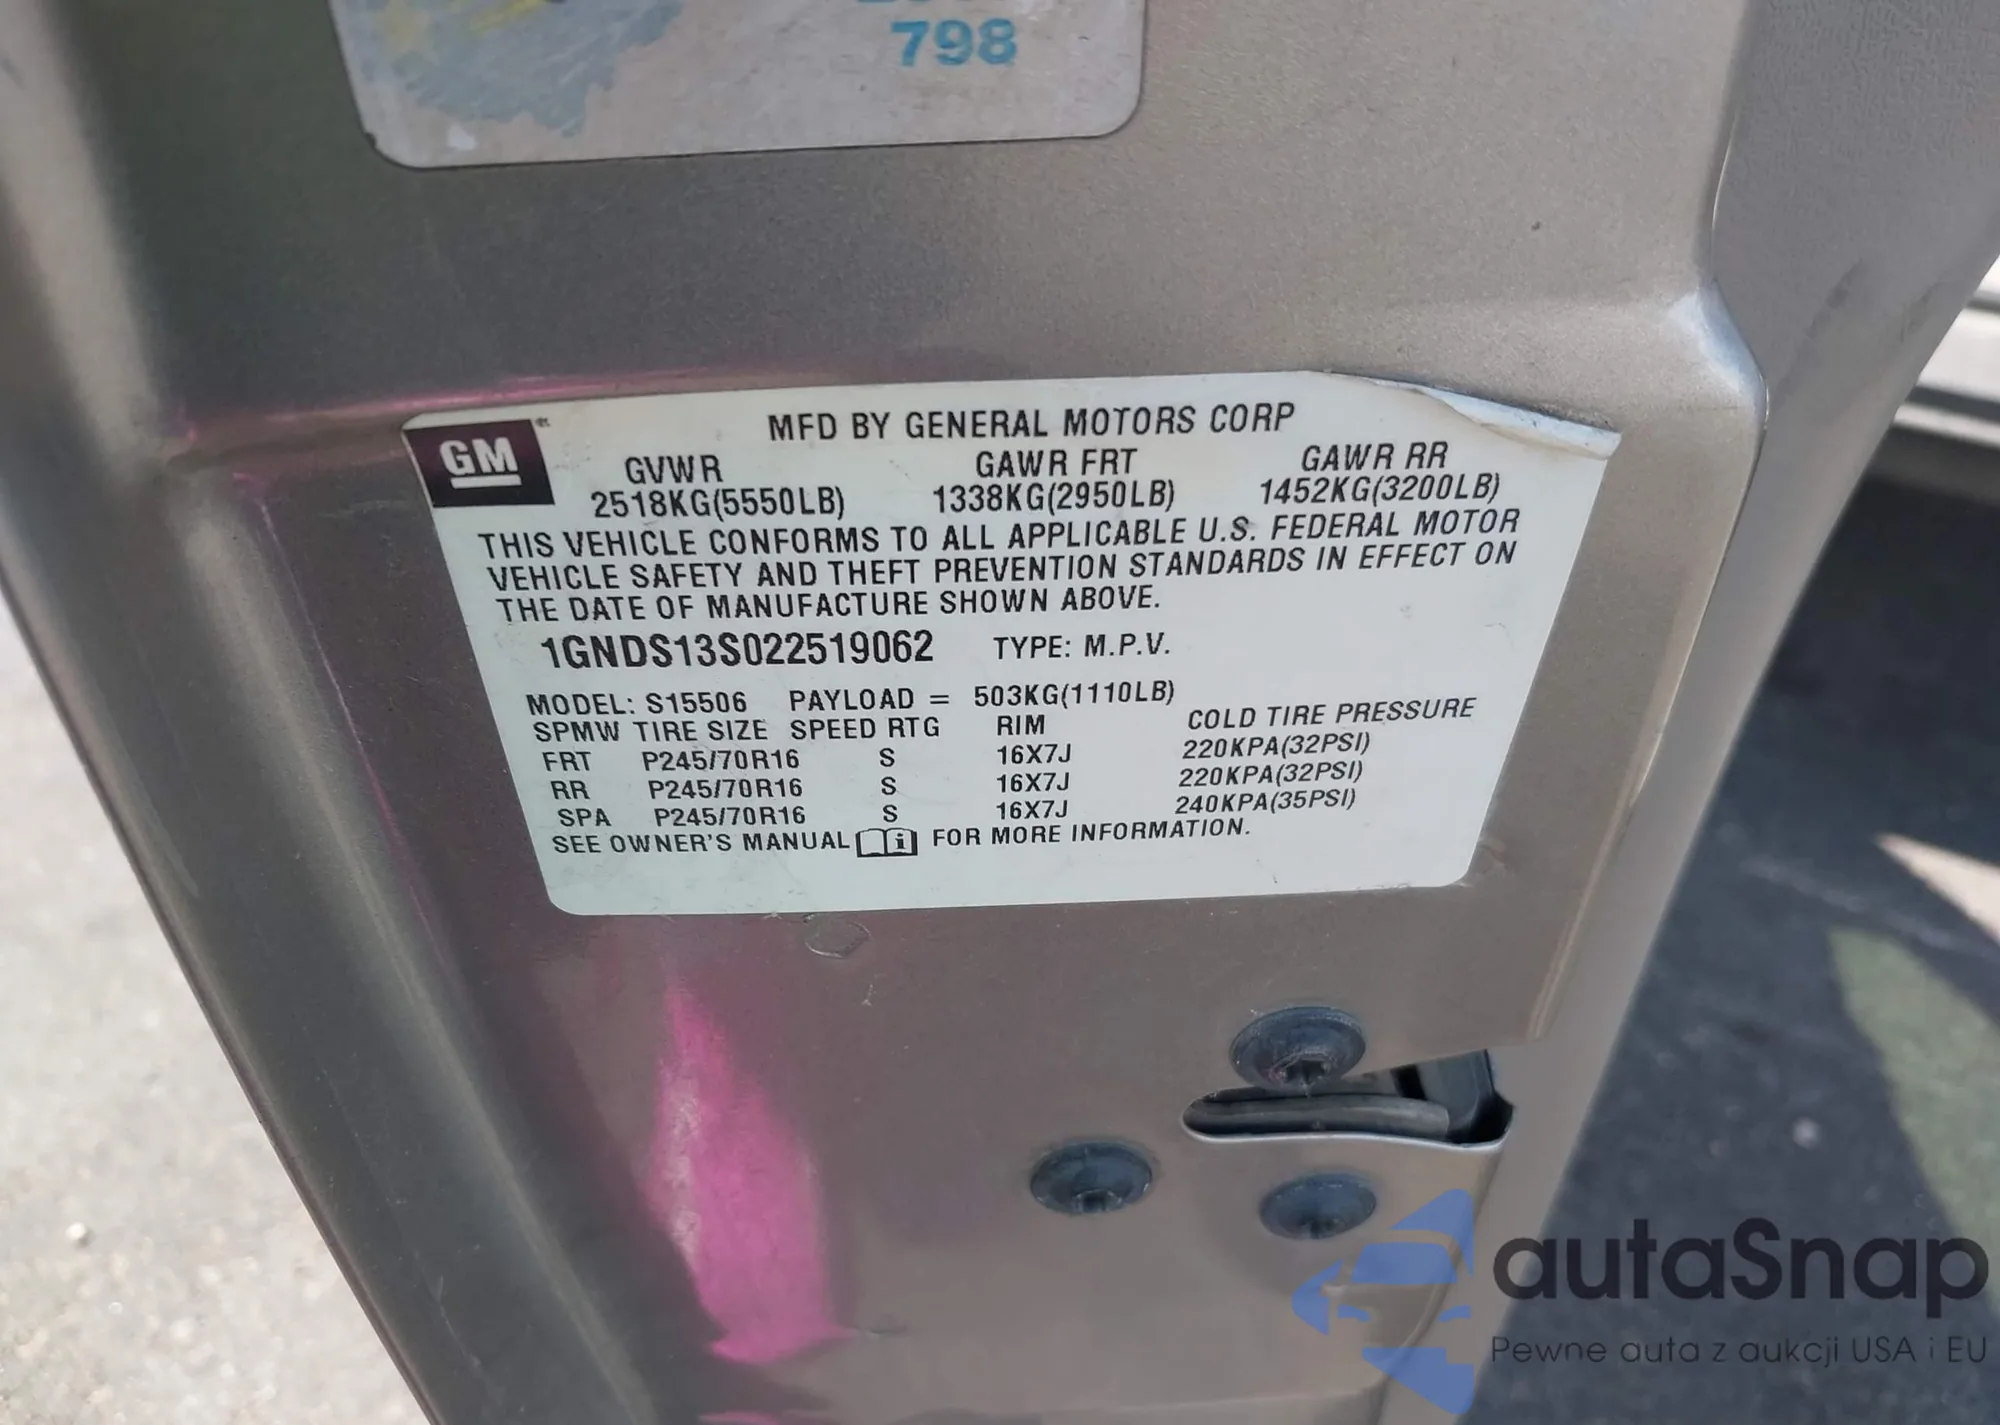 798
GM
MFD BY GENERAL MOTORS CORP
GVWR GAWR FRT GAWR RR
2518KG(5550LB) 1338KG(2950LB) 1452KG(3200LB)
THIS VEHICLE CONFORMS TO ALL APPLICABLE U.S. FEDERAL MOTOR
VEHICLE SAFETY AND THEFT PREVENTION STANDARDS IN EFFECT ON
THE DATE OF MANUFACTURE SHOWN ABOVE.
1GNDS13S022519062 TYPE: M.P.V.
MODEL: S15506 PAYLOAD = 503KG(1110LB)
SPMW TIRE SIZE SPEED RTG RIM COLD TIRE PRESSURE
FRT P245/70R16 S 16X7J 220KPA(32PSI)
RR P245/70R16 S 16X7J 220KPA(32PSI)
SPA P245/70R16 S 16X7J 240KPA(35PSI)
SEE OWNER'S MANUAL i FOR MORE INFORMATION.
autaSnap
Pewne auta z aukcji USA i EU